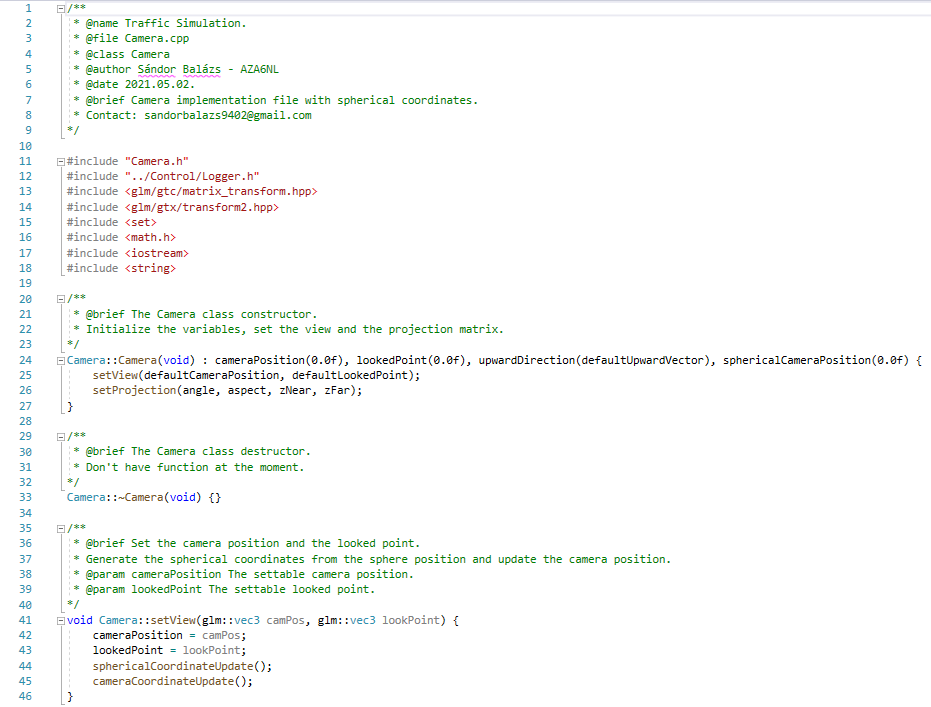 1 /**
2 * @name Traffic Simulation.
3 * @file Camera.cpp
4 * @class Camera
5 * @author Sándor Balázs - AZA6NL
6 * @date 2021.05.02.
7 * @brief Camera implementation file with spherical coordinates.
8 * Contact: sandorbalazs9402@gmail.com
9 */
10
11 #include "Camera.h"
12 #include "../Control/Logger.h"
13 #include <glm/gtc/matrix_transform.hpp>
14 #include <glm/gtx/transform2.hpp>
15 #include <set>
16 #include <math.h>
17 #include <iostream>
18 #include <string>
19
20 /**
21 * @brief The Camera class constructor.
22 * Initialize the variables, set the view and the projection matrix.
23 */
24 Camera::Camera(void) : cameraPosition(0.0f), lookedPoint(0.0f), upwardDirection(defaultUpwardVector), sphericalCameraPosition(0.0f) {
25 setView(defaultCameraPosition, defaultLookedPoint);
26 setProjection(angle, aspect, zNear, zFar);
27 }
28
29 /**
30 * @brief The Camera class destructor.
31 * Don't have function at the moment.
32 */
33 Camera::~Camera(void) {}
34
35 /**
36 * @brief Set the camera position and the looked point.
37 * Generate the spherical coordinates from the sphere position and update the camera position.
38 * @param cameraPosition The settable camera position.
39 * @param lookedPoint The settable looked point.
40 */
41 void Camera::setView(glm::vec3 camPos, glm::vec3 lookPoint) {
42 cameraPosition = camPos;
43 lookedPoint = lookPoint;
44 sphericalCoordinateUpdate();
45 cameraCoordinateUpdate();
46 }